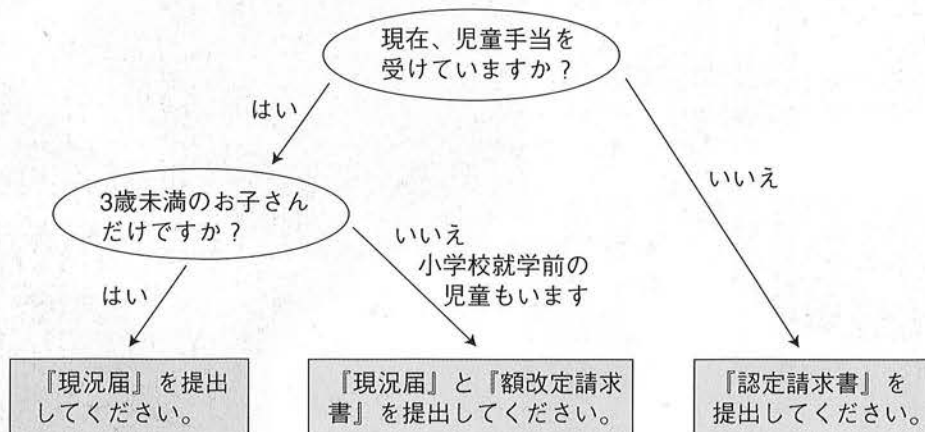 現在、児童手当を
受けていますか?
はい
いいえ
3歳未満のお子さん
だけですか?
いいえ
小学校就学前の
児童もいます
はい
『現況届』を提出
してください。
『現況届』と『額改定請求
書』を提出してください。
『認定請求書』を
提出してください。